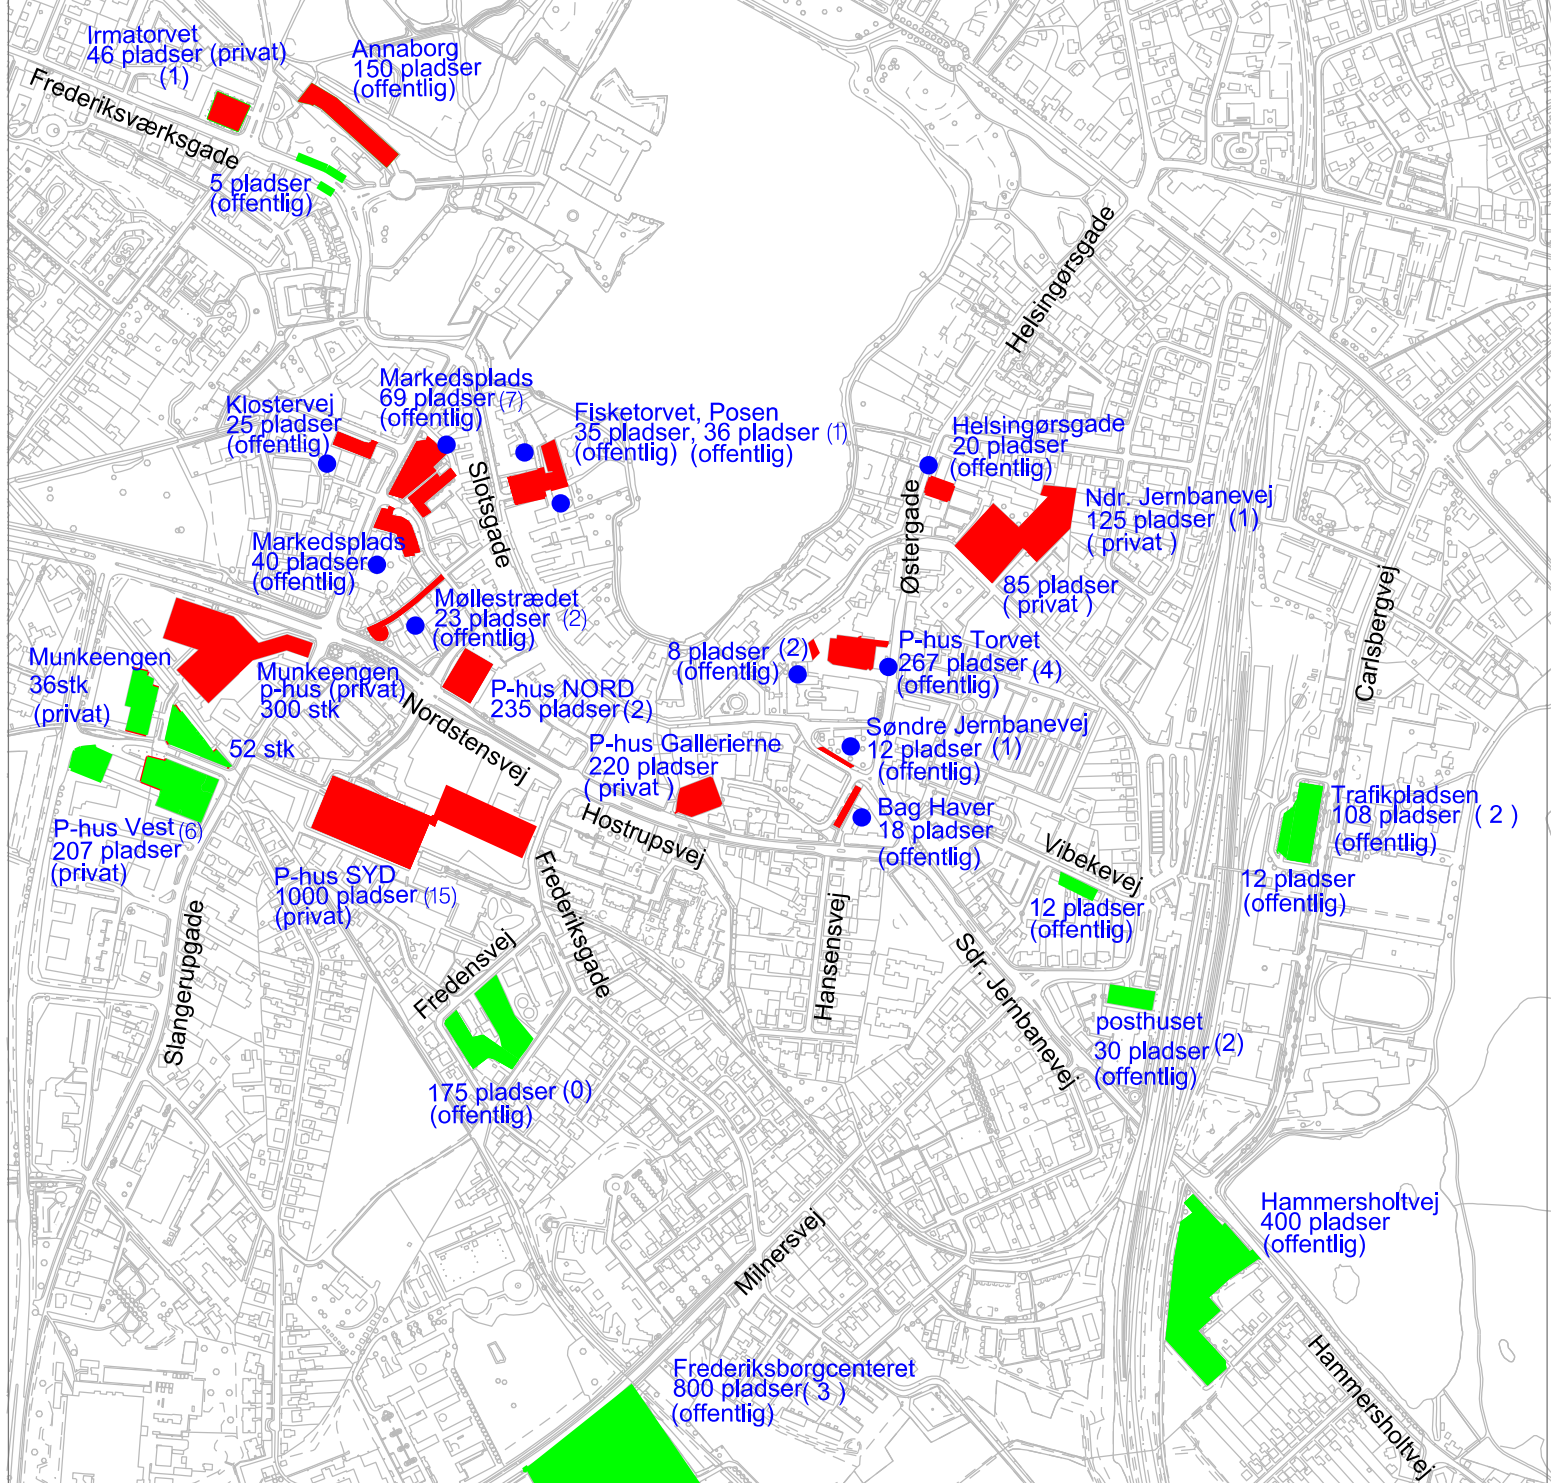 Irmatorvet
46 pladser (privat)
(1)
Annaborg
150 pladser
(offentlig)
Frederiksværksgade
5 pladser
(offentlig)
Helsingørsgade
Markedsplads
69 pladser (7)
(offentlig)
Klostervej
25 pladser
(offentlig)
Fisketorvet, Posen
35 pladser, 36 pladser (1)
(offentlig) (offentlig)
Helsingørsgade
20 pladser
(offentlig)
Slotsgade
Østergade
Ndr. Jernbanevej
125 pladser (1)
( privat )
85 pladser
( privat )
Markedsplads
40 pladser
(offentlig)
Møllestrædet
23 pladser (2)
(offentlig)
Carlsbergvej
8 pladser (2)
(offentlig)
P-hus Torvet
267 pladser (4)
(offentlig)
Munkeengen
36stk
(privat)
Munkeengen
p-hus (privat)
300 stk
P-hus NORD
235 pladser (2)
Nordstensvej
52 stk
P-hus Gallerierne
220 pladser
( privat )
Søndre Jernbanevej
12 pladser (1)
(offentlig)
Hostrupsvej
Bag Haver
18 pladser
(offentlig)
Trafikpladsen
108 pladser ( 2 )
(offentlig)
P-hus Vest (6)
207 pladser
(privat)
Vibekevej
12 pladser
(offentlig)
12 pladser
(offentlig)
P-hus SYD
1000 pladser (15)
(privat)
Frederiksgade
Slangerupgade
Fredensvej
Hansensvej
Sdr. Jernbanevej
posthuset
30 pladser (2)
(offentlig)
175 pladser (0)
(offentlig)
Milnersvej
Hammersholtvej
400 pladser
(offentlig)
Hammersholtvej
Frederiksborgcenteret
800 pladser( 3 )
(offentlig)